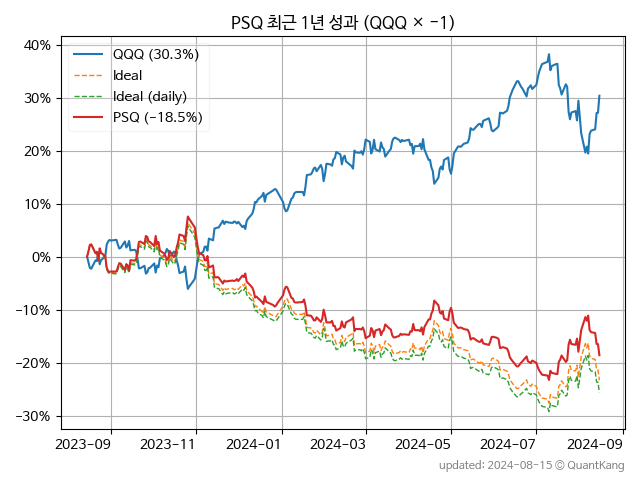 PSQ 최근 1년 성과 (QQQ × −1)
QQQ (30.3%)
Ideal
Ideal (daily)
PSQ (−18.5%)
40%
30%
20%
10%
0%
−10%
−20%
−30%
2023-09 2023-11 2024-01 2024-03 2024-05 2024-07 2024-09
updated: 2024-08-15 © QuantKang